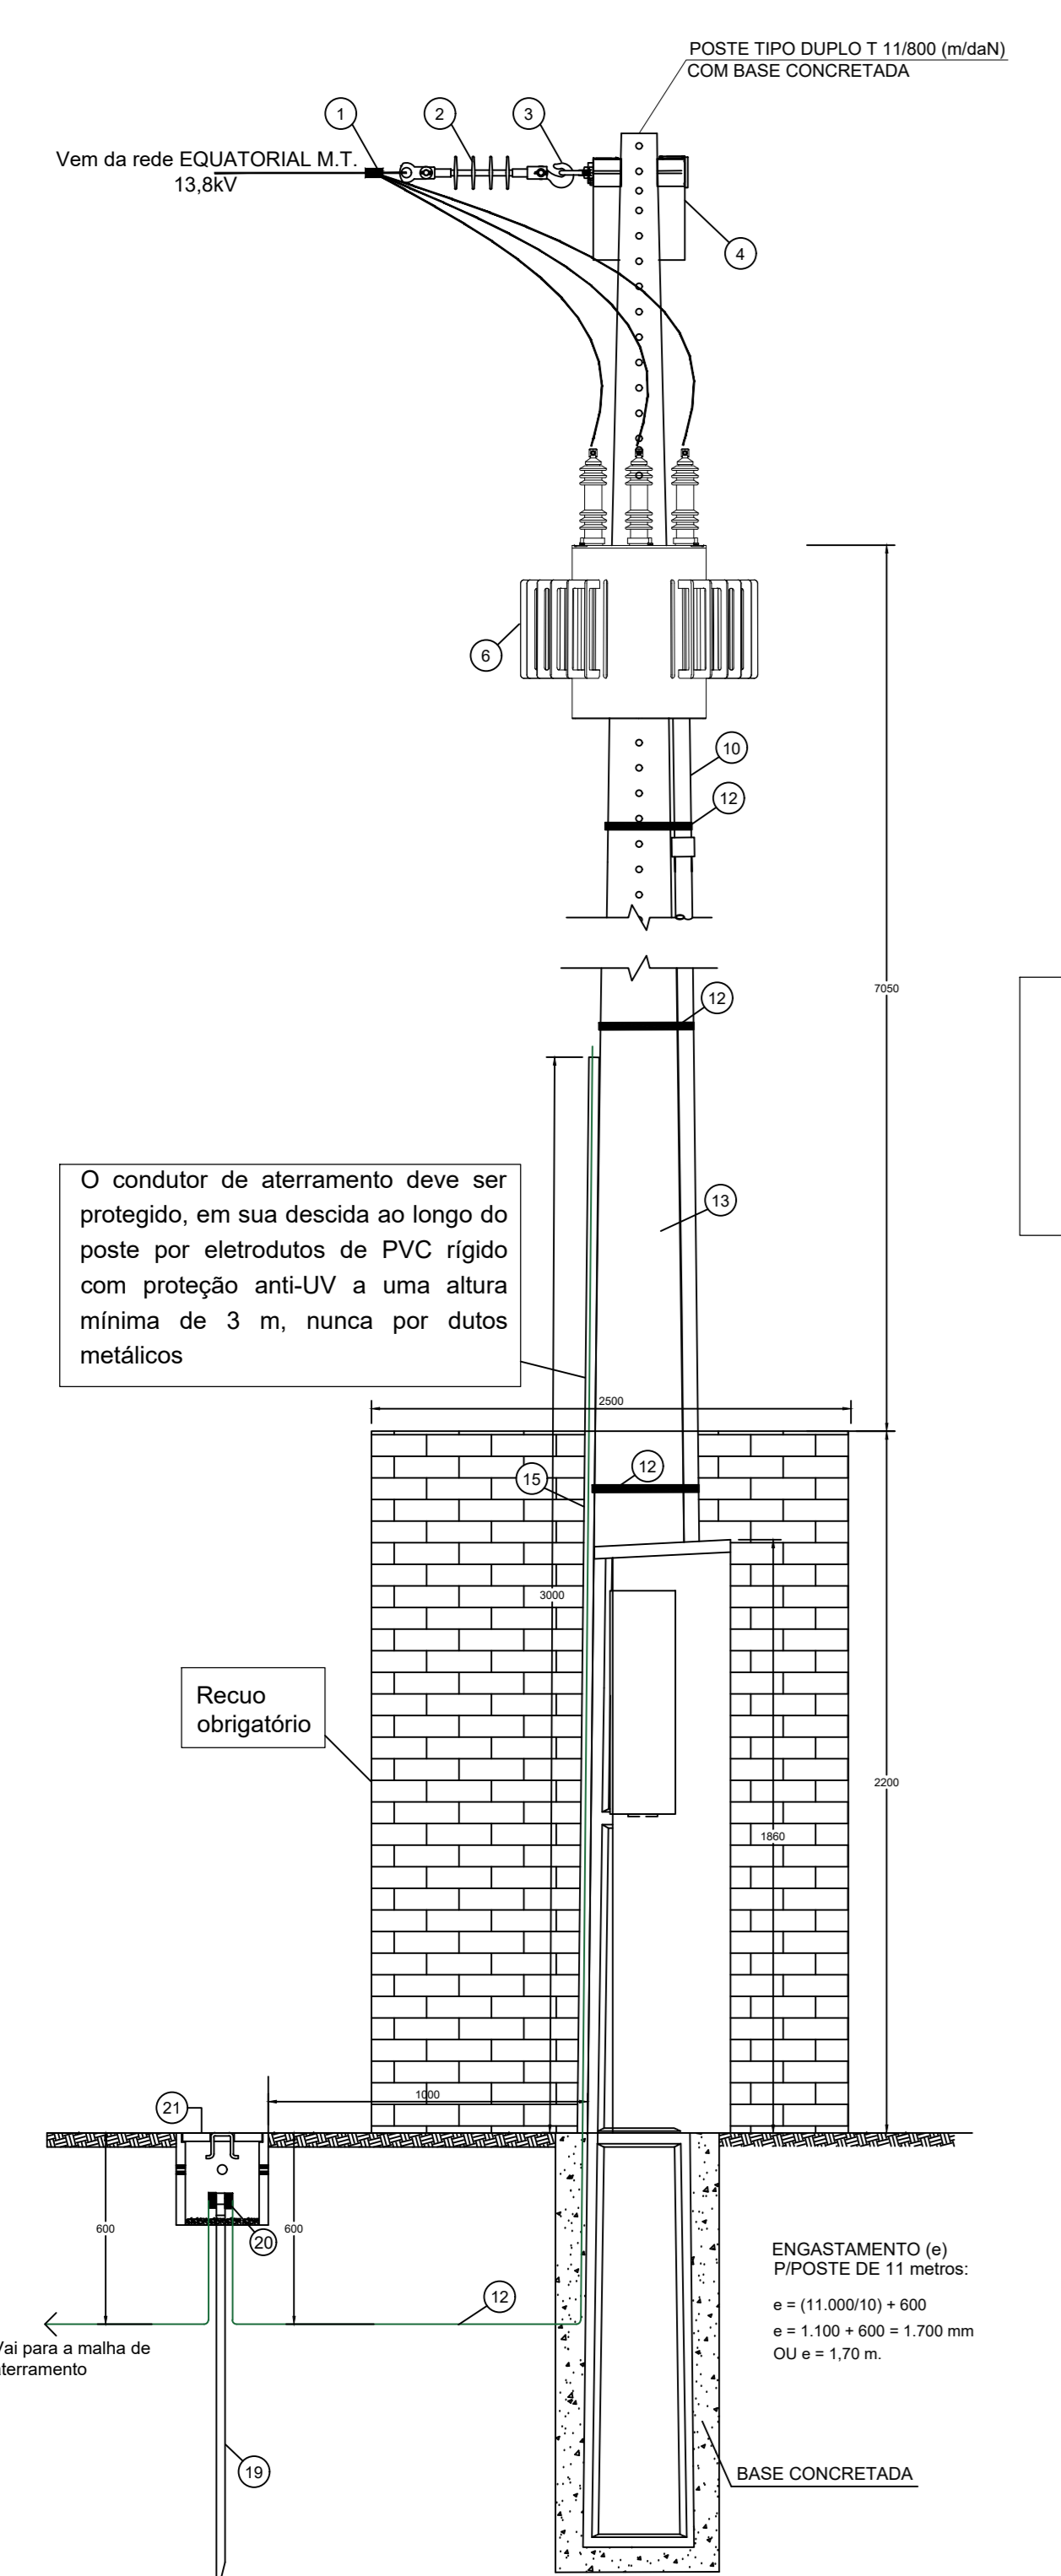 POSTE TIPO DUPLO T 11/800 (m/daN)
COM BASE CONCRETADA
1
2
3
Vem da rede EQUATORIAL M.T.
13,8kV
4
6
10
12
7050
12
O condutor de aterramento deve ser
protegido, em sua descida ao longo do
poste por eletrodutos de PVC rígido
com proteção anti-UV a uma altura
mínima de 3 m, nunca por dutos
metálicos
13
2500
12
15
3000
Recuo
obrigatório
2200
1860
1000
21
600
20
600
12
Vai para a malha de
aterramento
ENGASTAMENTO (e)
P/POSTE DE 11 metros:
e = (11.000/10) + 600
e = 1.100 + 600 = 1.700 mm
OU e = 1,70 m.
19
BASE CONCRETADA